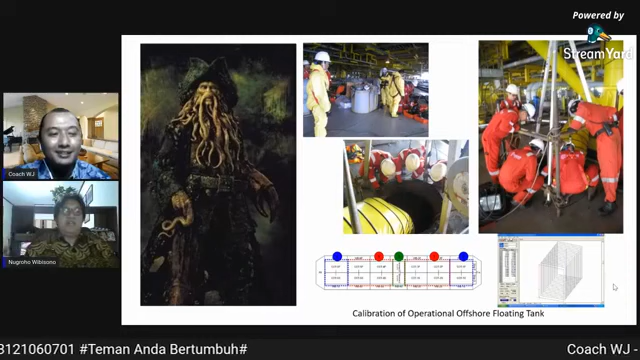 Powered by
StreamYard
Coach WJ
Nugroho Wibisono
Calibration of Operational Offshore Floating Tank
8121060701 #Teman Anda Bertumbuh#
Coach WJ -